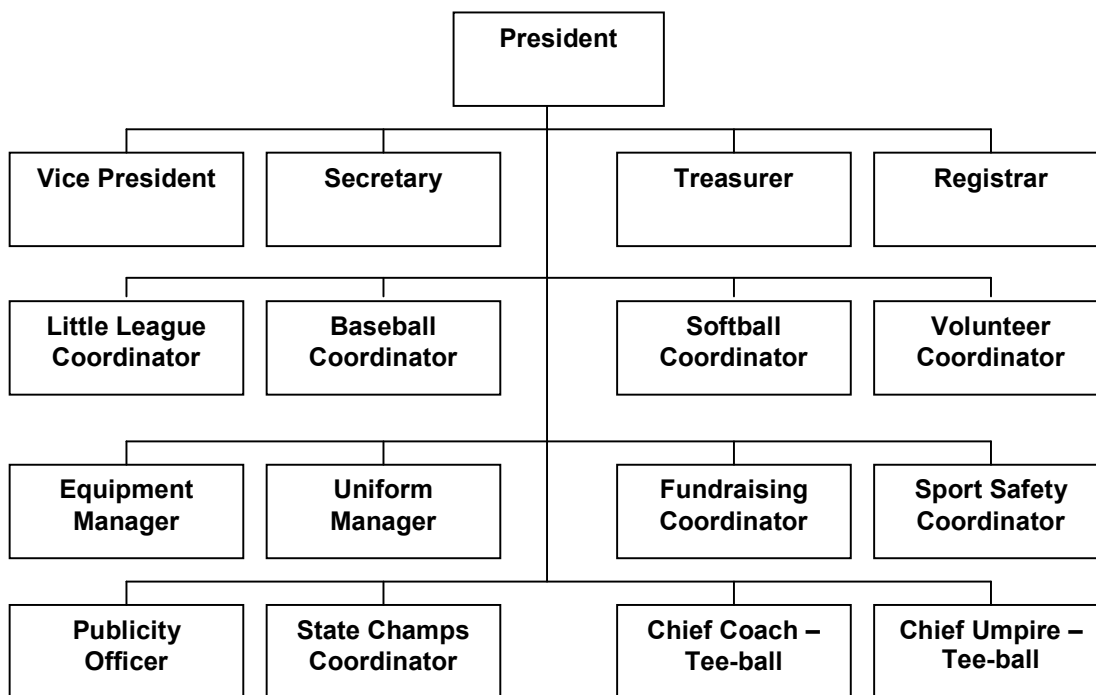 President
Vice President
Secretary
Treasurer
Registrar
Little League
Coordinator
Baseball
Coordinator
Softball
Coordinator
Volunteer
Coordinator
Equipment
Manager
Uniform
Manager
Fundraising
Coordinator
Sport Safety
Coordinator
Publicity
Officer
State Champs
Coordinator
Chief Coach –
Tee-ball
Chief Umpire –
Tee-ball